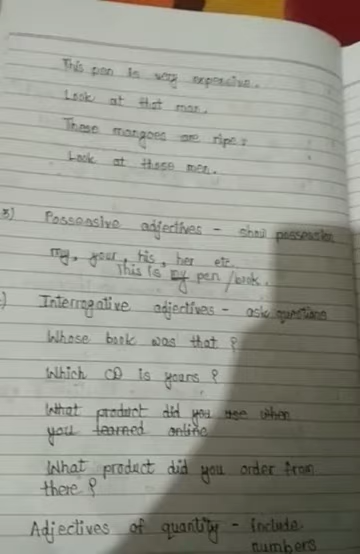 This pen is very expensive.
Look at that man.
These mangoes are ripe.
Look at those men.
3) Possessive adjectives - show possession
my, your, his, her etc.
This is my pen / book.
Interrogative adjectives - ask questions
Whose book was that ?
Which CD is yours ?
What product did you see when
you learned online
What product did you order from
there ?
Adjectives of quantity - include
numbers